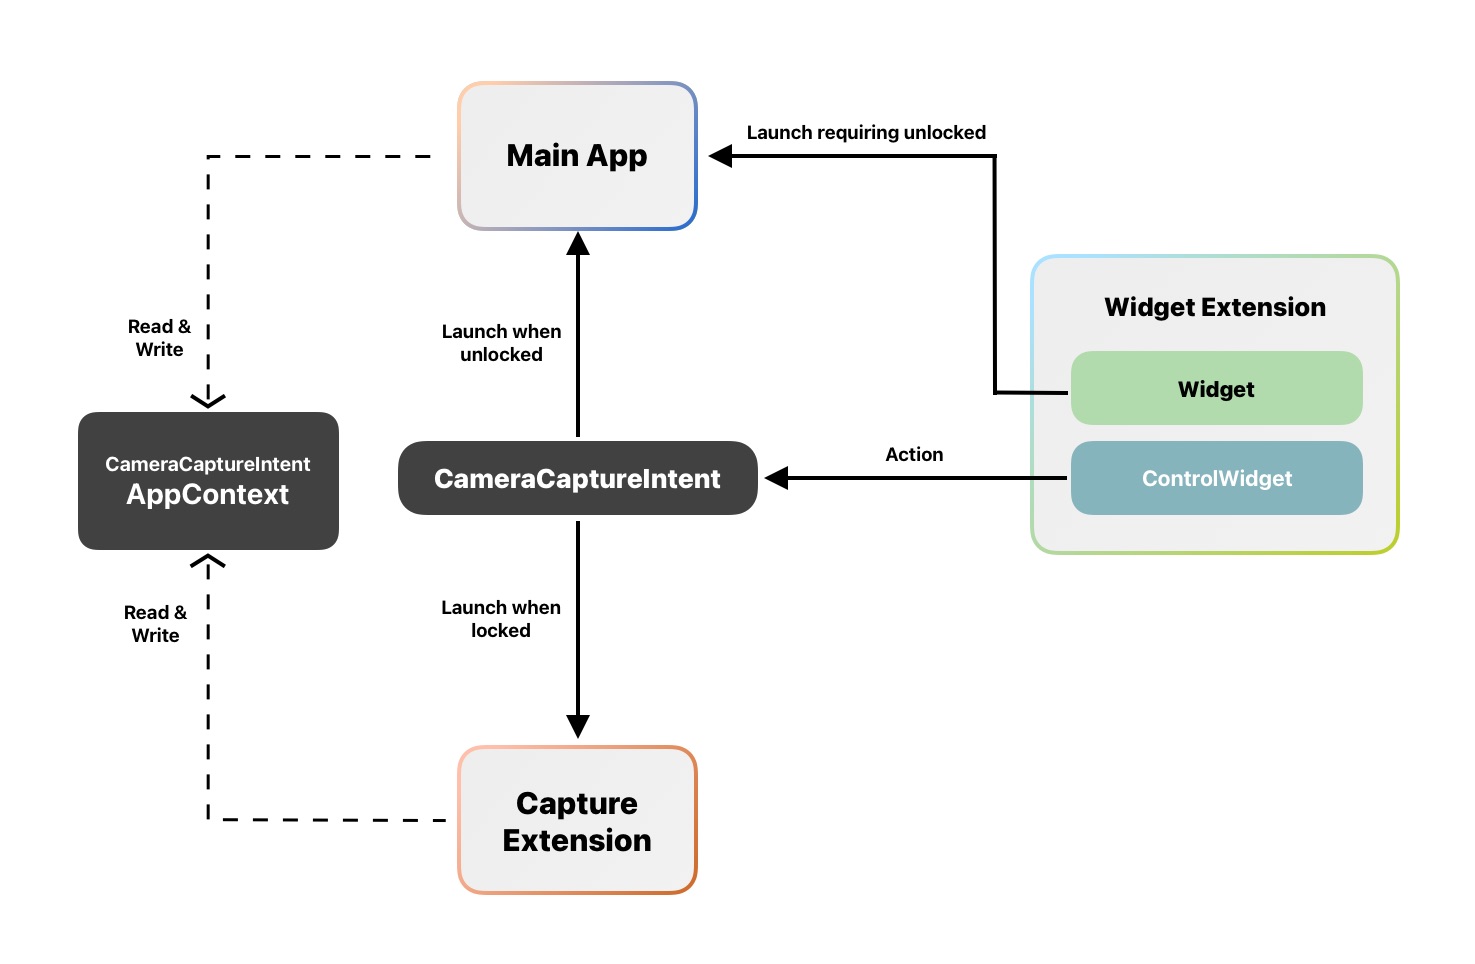 Launch requiring unlocked
Main App
Widget Extension
Read &
Write
Launch when
unlocked
Widget
CameraCaptureIntent
AppContext
CameraCaptureIntent
Action
ControlWidget
Read &
Write
Launch when
locked
Capture
Extension